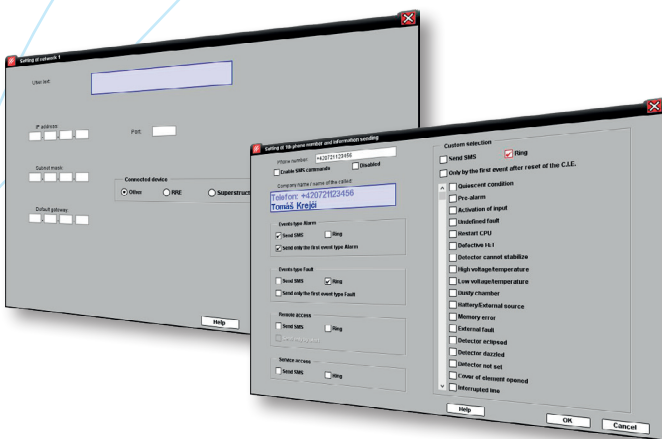 Setting of network 1
User text:
IP address
Port:
Subnet mask
Default gateway
Connected device
Other
RRE
Superstruct
Help
Setting of 1th phone number and information sending
Phone number:
+420721123456
Enable SMS commands
Disabled
Company name / name of the called:
Telefon: +420721123456
Tomáš Krejčí
Events type Alarm
Send SMS
Ring
Send only the first event type Alarm
Events type Fault
Send SMS
Ring
Send only the first event type Fault
Remote access
Send SMS
Ring
Service access
Send SMS
Ring
Custom selection
Send SMS
Ring
Only by the first event after reset of the C.I.E.
Quiescent condition
Pre-alarm
Activation of input
Undefined fault
Restart CPU
Defective
Detector cannot stabilize
High voltage/temperature
Low voltage/temperature
Dusty chamber
Battery/External source
Memory error
External fault
Detector eclipsed
Detector dazzled
Detector not set
Cover of element opened
Interrupted line
Help
OK
Cancel